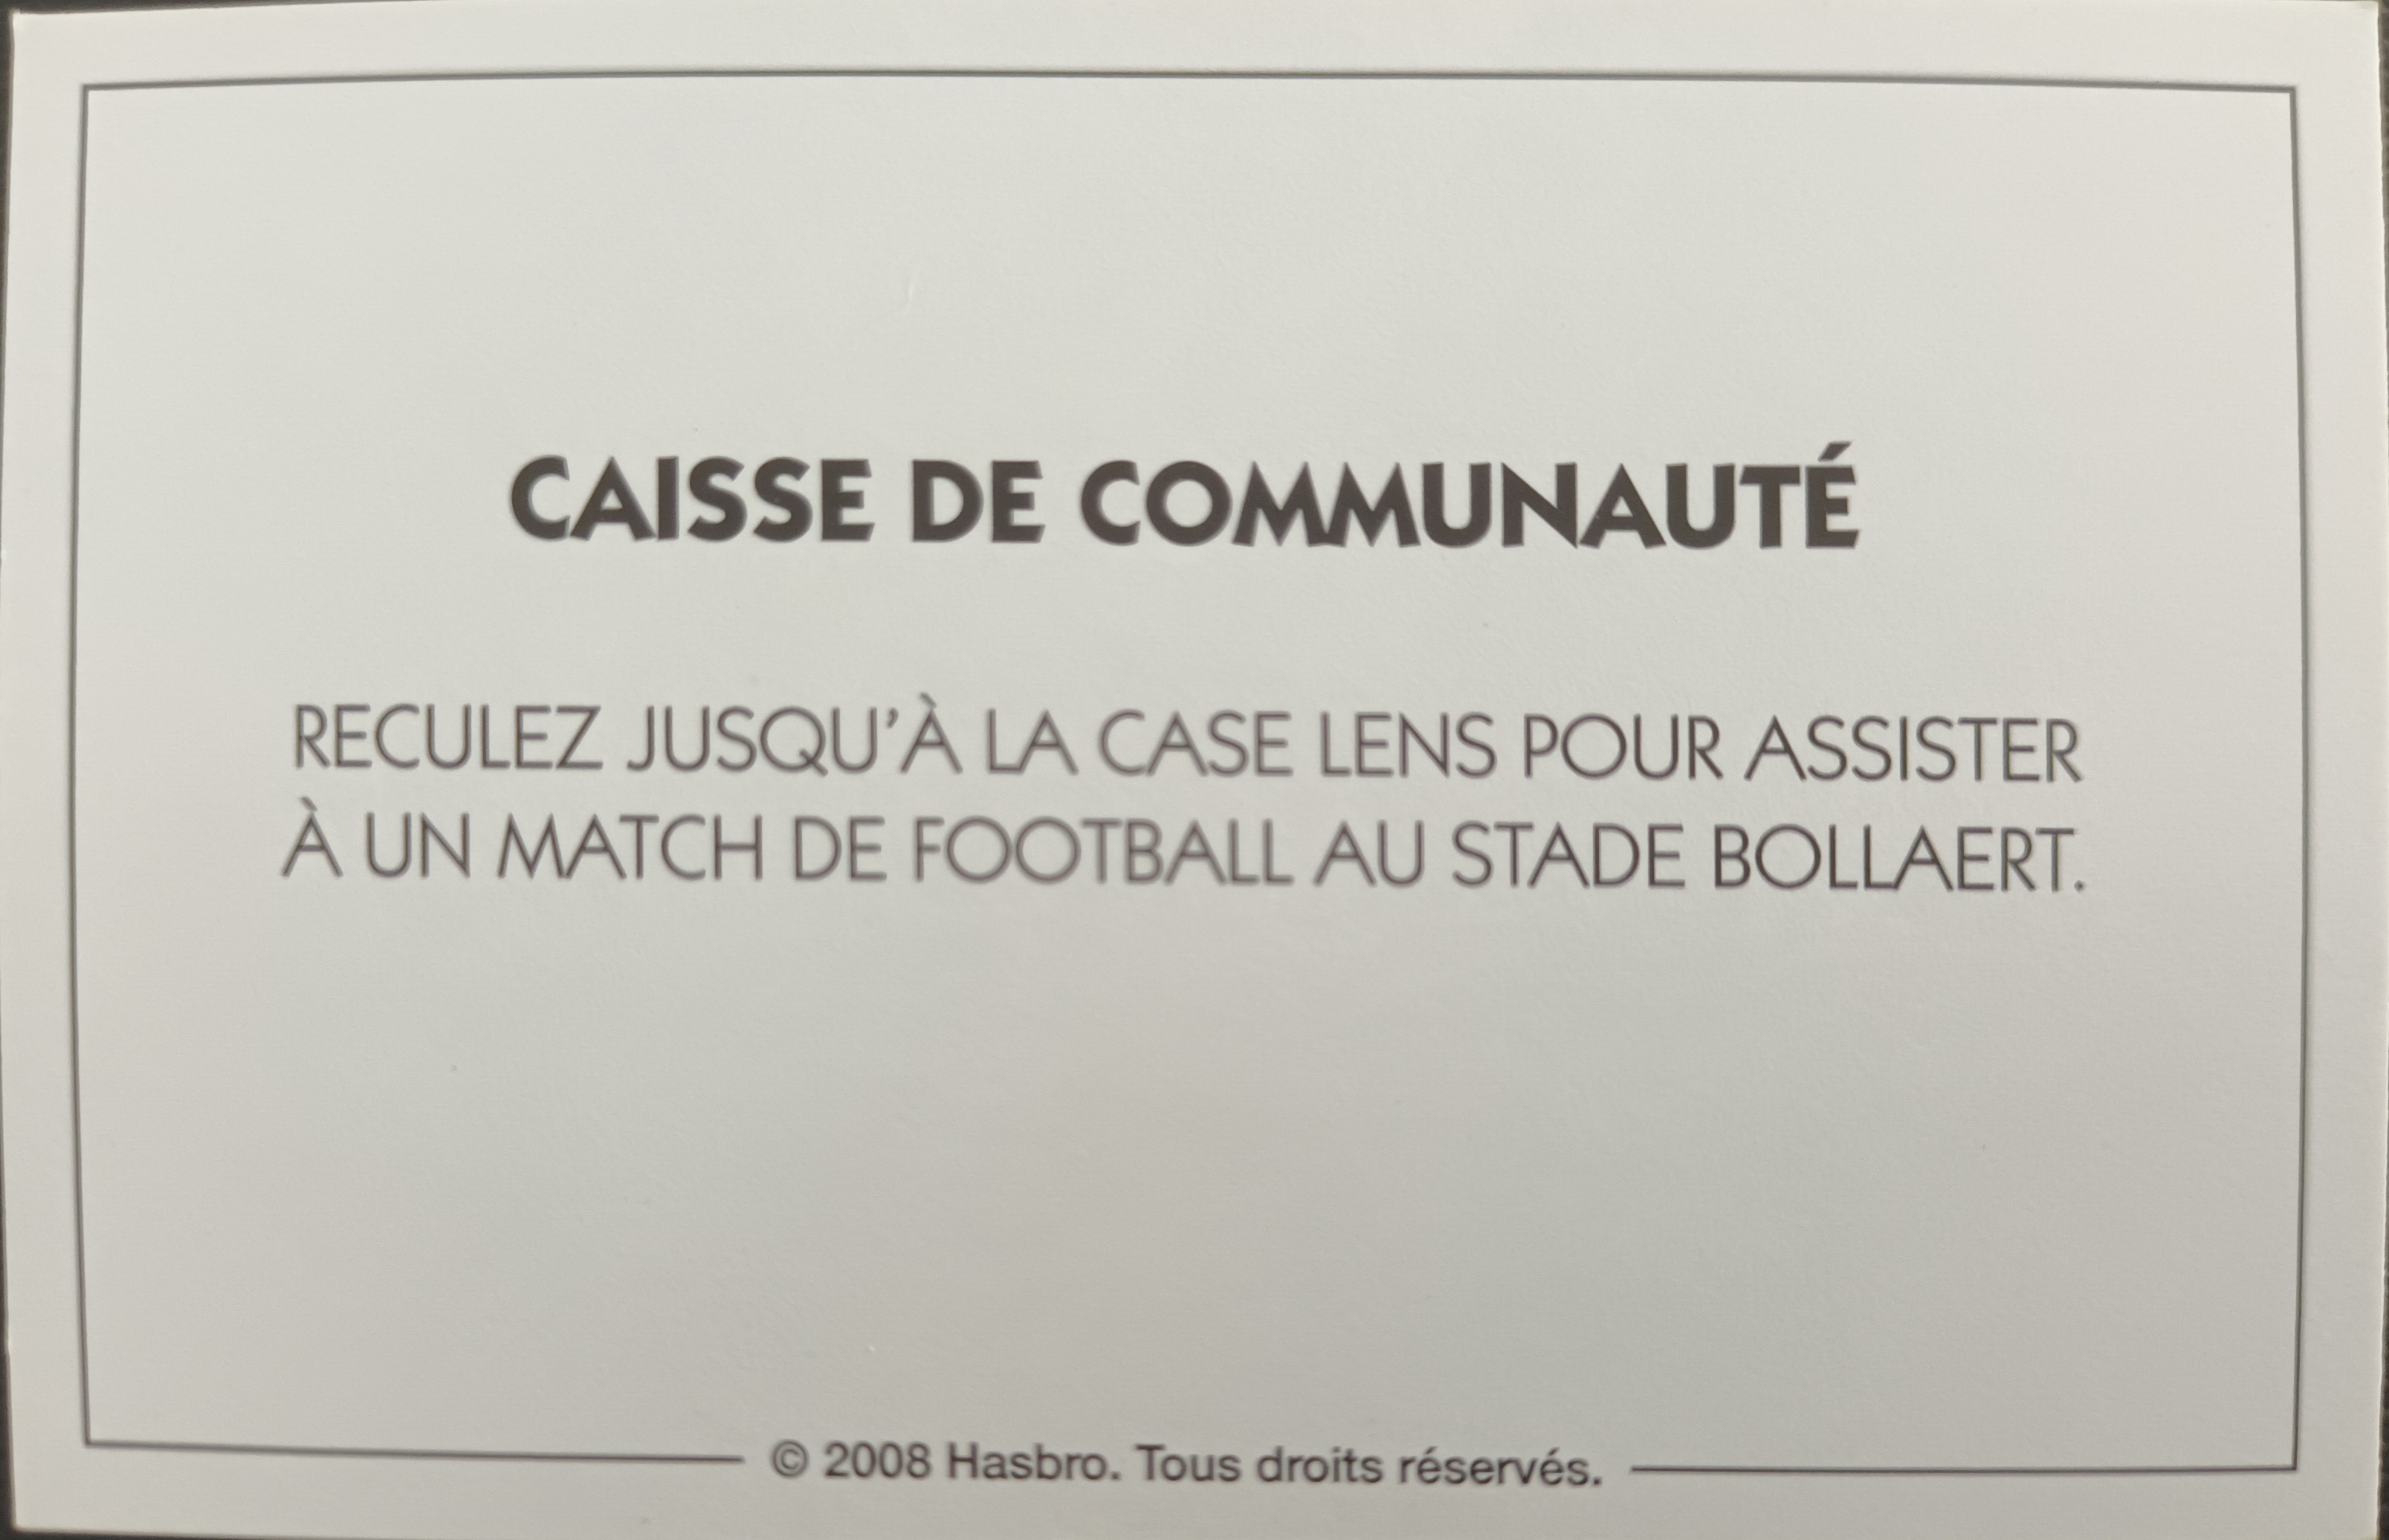 CAISSE DE COMMUNAUTÉ
RECULEZ JUSQU'À LA CASE LENS POUR ASSISTER
À UN MATCH DE FOOTBALL AU STADE BOLLAERT.
© 2008 Hasbro. Tous droits réservés.